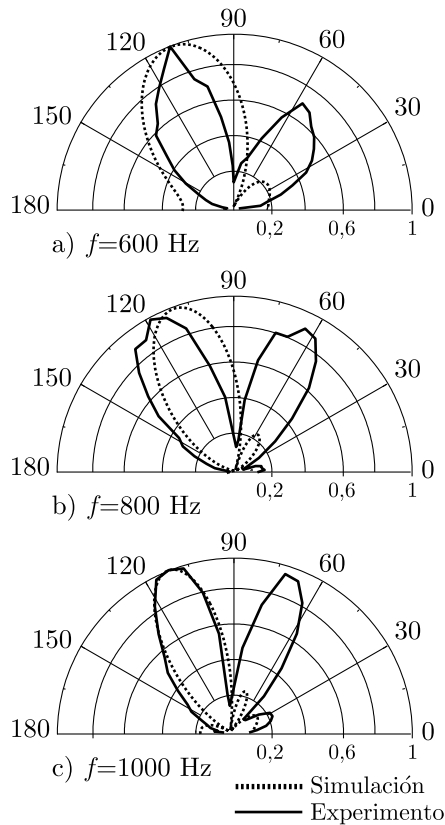 90
120 60
150 30
180 0
0,2 0,6 1
a) f=600 Hz
90
120 60
150 30
180 0
0,2 0,6 1
b) f=800 Hz
90
120 60
150 30
180 0
0,2 0,6 1
c) f=1000 Hz
Simulación
Experimento